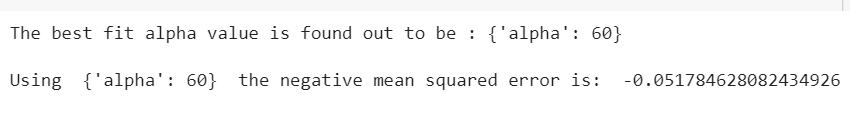 The best fit alpha value is found out to be : {'alpha': 60}
Using  {'alpha': 60}  the negative mean squared error is:  -0.051784628082434926